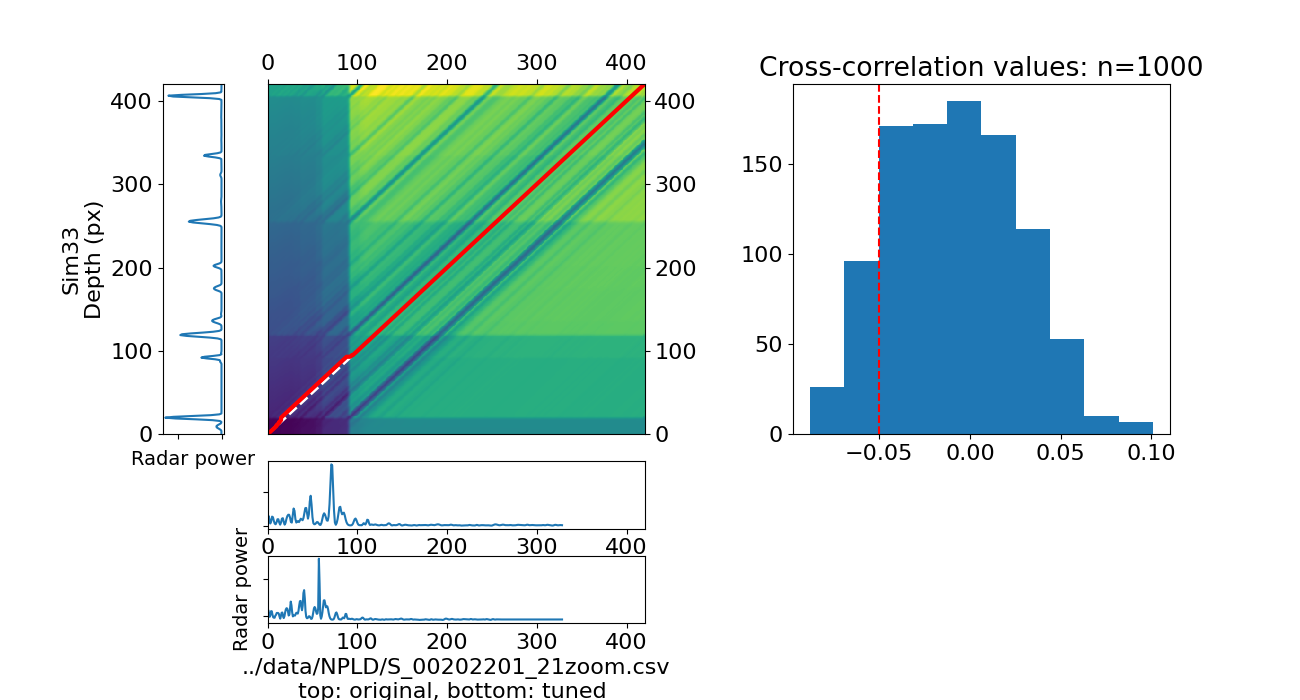 0 100 200 300 400
Cross-correlation values: n=1000
400 400
300 300
200 200
100 100
0 0
Sim33
Depth (px)
Radar power
150
100
50
0
−0.05 0.00 0.05 0.10
0 100 200 300 400
Radar power
0 100 200 300 400
../data/NPLD/S_00202201_21zoom.csv
top: original, bottom: tuned